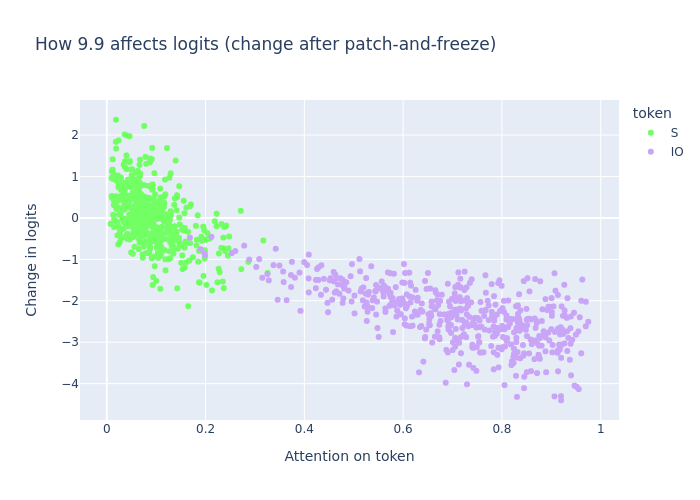 How 9.9 affects logits (change after patch-and-freeze)
token
S
IO
2
1
0
−1
−2
−3
−4
Change in logits
0
0.2
0.4
0.6
0.8
1
Attention on token